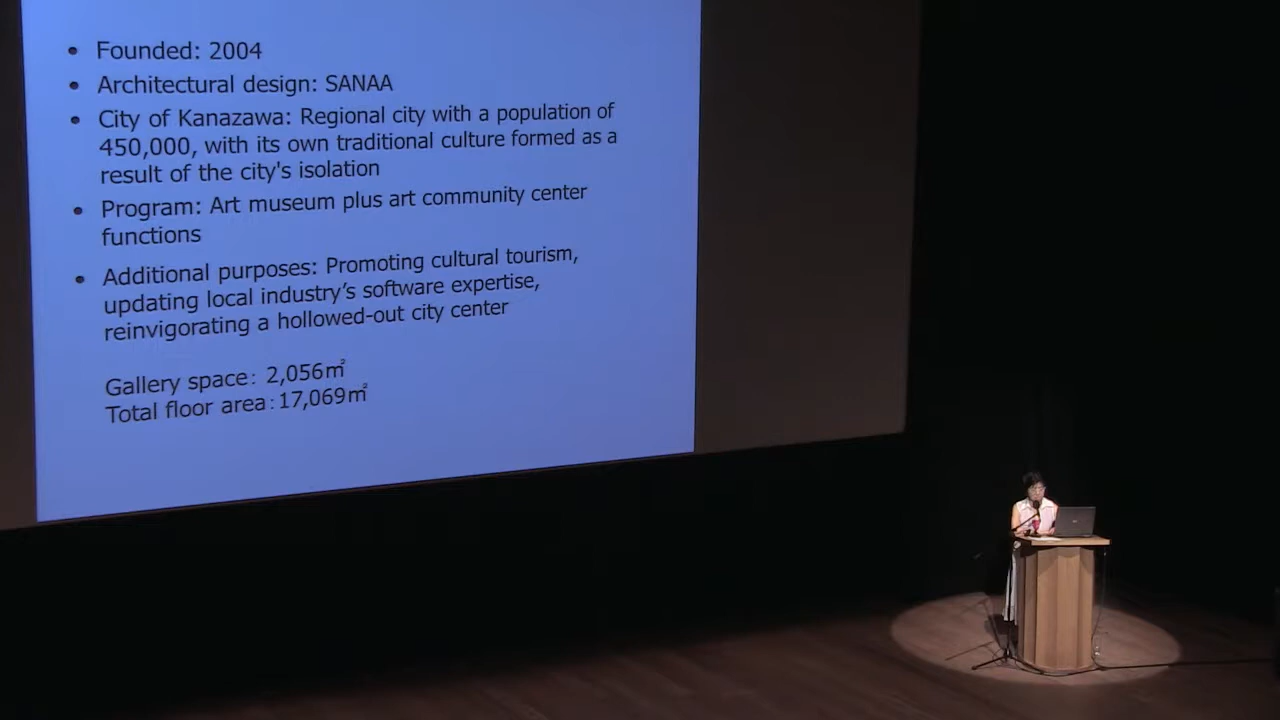 • Founded: 2004
• Architectural design: SANAA
• City of Kanazawa: Regional city with a population of
450,000, with its own traditional culture formed as a
result of the city's isolation
• Program: Art museum plus art community center
functions
• Additional purposes: Promoting cultural tourism,
updating local industry’s software expertise,
reinvigorating a hollowed-out city center
Gallery space: 2,056㎡
Total floor area:17,069㎡